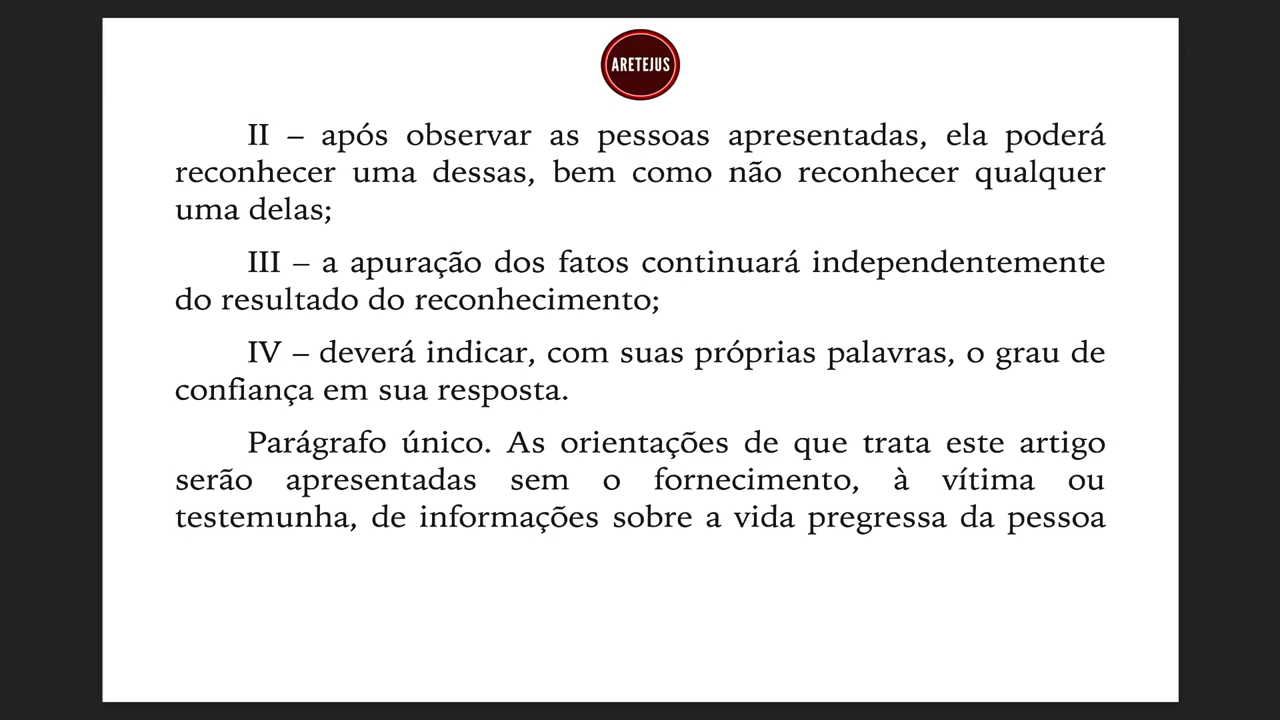 ARETEJUS
II – após observar as pessoas apresentadas, ela poderá
reconhecer uma dessas, bem como não reconhecer qualquer
uma delas;
III – a apuração dos fatos continuará independentemente
do resultado do reconhecimento;
IV – deverá indicar, com suas próprias palavras, o grau de
confiança em sua resposta.
Parágrafo único. As orientações de que trata este artigo
serão apresentadas sem o fornecimento, à vítima ou
testemunha, de informações sobre a vida pregressa da pessoa